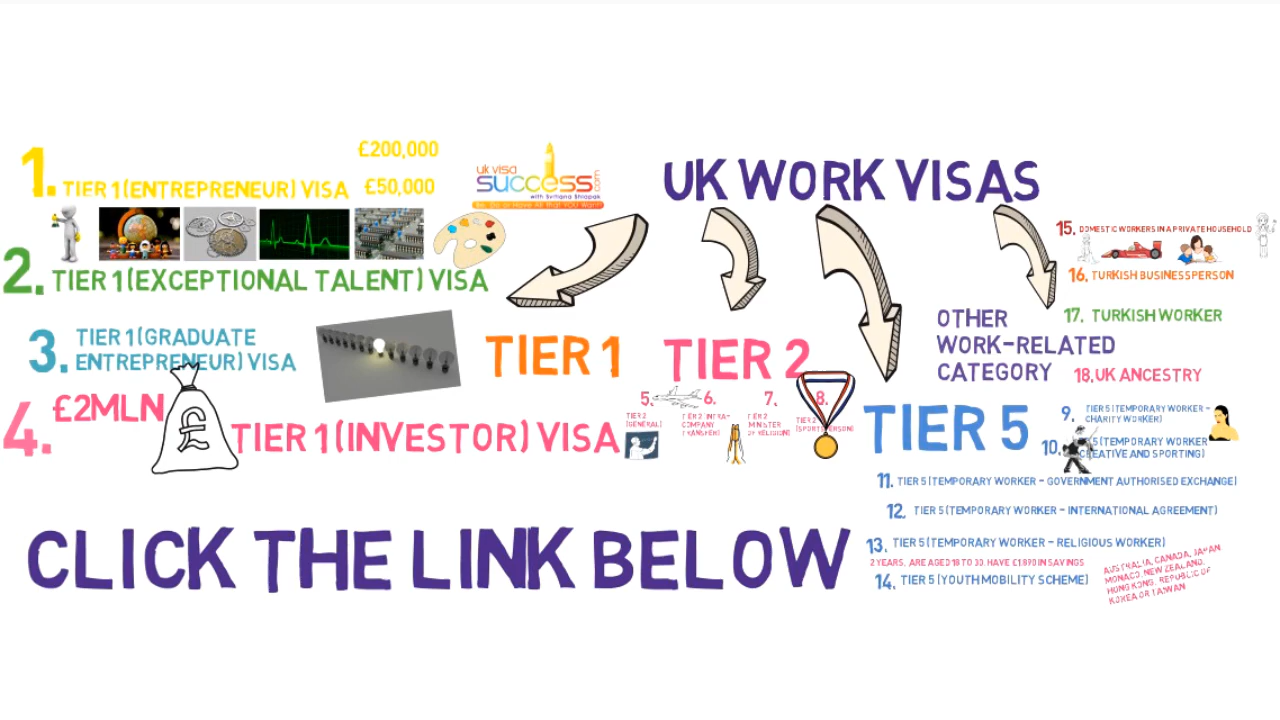 1.
TIER 1 (ENTREPRENEUR) VISA
£200,000
£50,000
uk visa
success.com
with Svitlana Shlapak
UK WORK VISAS
2.
TIER 1 (EXCEPTIONAL TALENT) VISA
3.
TIER 1 (GRADUATE
ENTREPRENEUR) VISA
4.
£2MLN
£
TIER 1 (INVESTOR) VISA
TIER 1
TIER 2
5.
TIER 2
(GENERAL)
6.
TIER 2 (INTRA-
COMPANY
TRANSFER)
7.
TIER 2
MINISTER
OF RELIGION)
8.
TIER 2
(SPORTSPERSON)
TIER 5
9.
TIER 5 (TEMPORARY WORKER -
CHARITY WORKER)
10.
5 (TEMPORARY WORKER
CREATIVE AND SPORTING)
11. TIER 5 (TEMPORARY WORKER - GOVERNMENT AUTHORISED EXCHANGE)
12. TIER 5 (TEMPORARY WORKER - INTERNATIONAL AGREEMENT)
13. TIER 5 (TEMPORARY WORKER - RELIGIOUS WORKER)
2 YEARS, ARE AGED 18 TO 30, HAVE £1,890 IN SAVINGS
14. TIER 5 (YOUTH MOBILITY SCHEME)
AUSTRALIA, CANADA, JAPAN
MONACO, NEW ZEALAND,
HONG KONG, REPUBLIC OF
KOREA OR TAIWAN
OTHER
WORK-RELATED
CATEGORY
15. DOMESTIC WORKERS IN A PRIVATE HOUSEHOLD
16. TURKISH BUSINESSPERSON
17. TURKISH WORKER
18. UK ANCESTRY
CLICK THE LINK BELOW